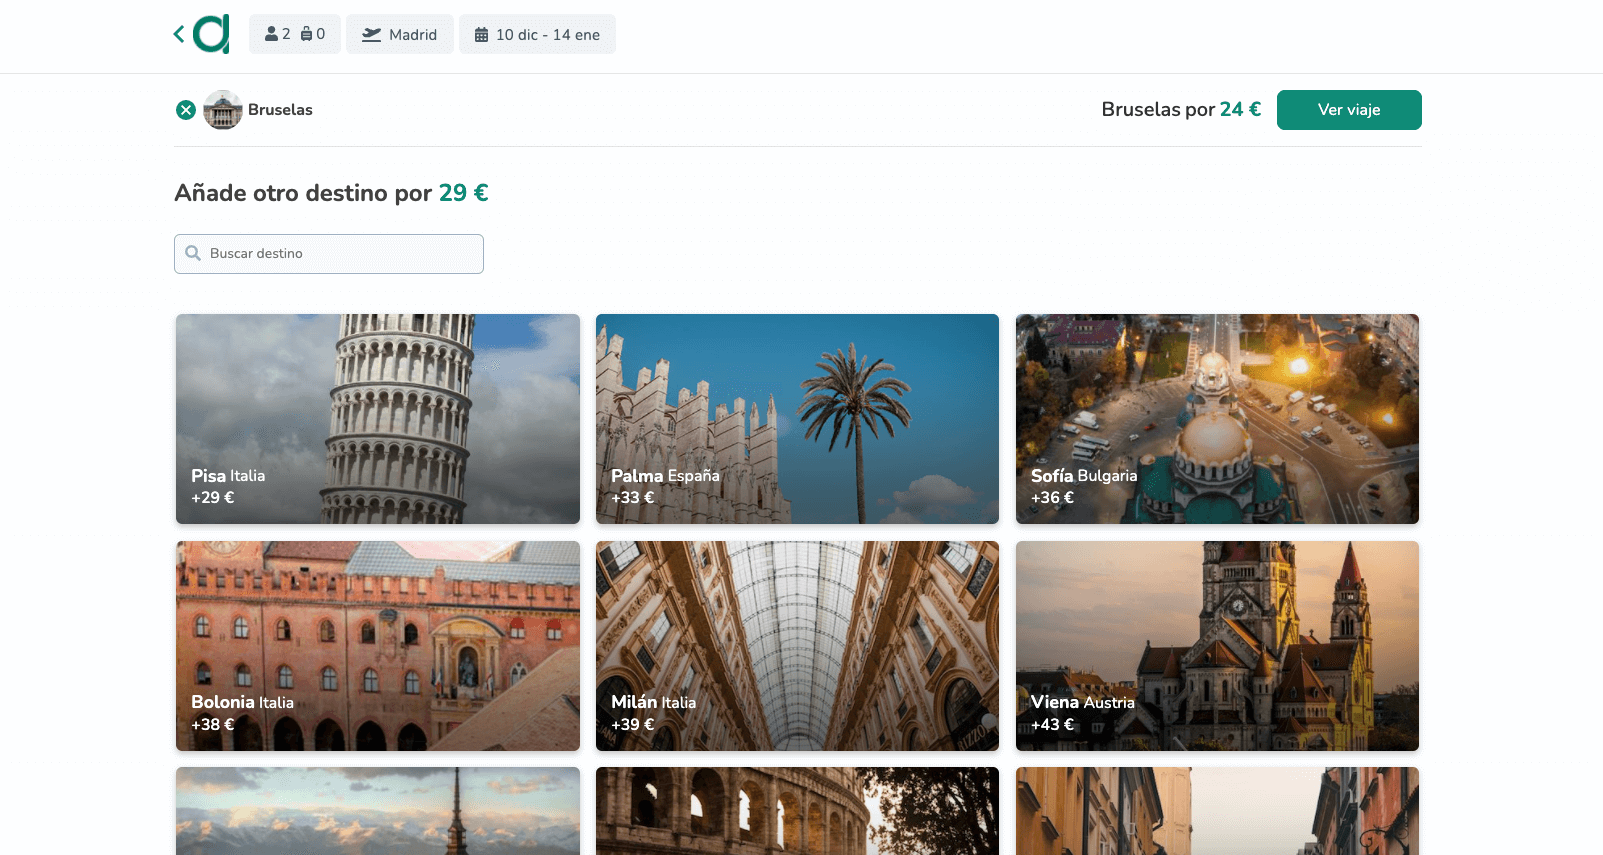 2 0 Madrid 10 dic - 14 ene
Bruselas
Bruselas por 24 € Ver viaje
Añade otro destino por 29 €
Buscar destino
Pisa Italia
+29 €
Palma España
+33 €
Sofía Bulgaria
+36 €
Bolonia Italia
+38 €
Milán Italia
+39 €
Viena Austria
+43 €